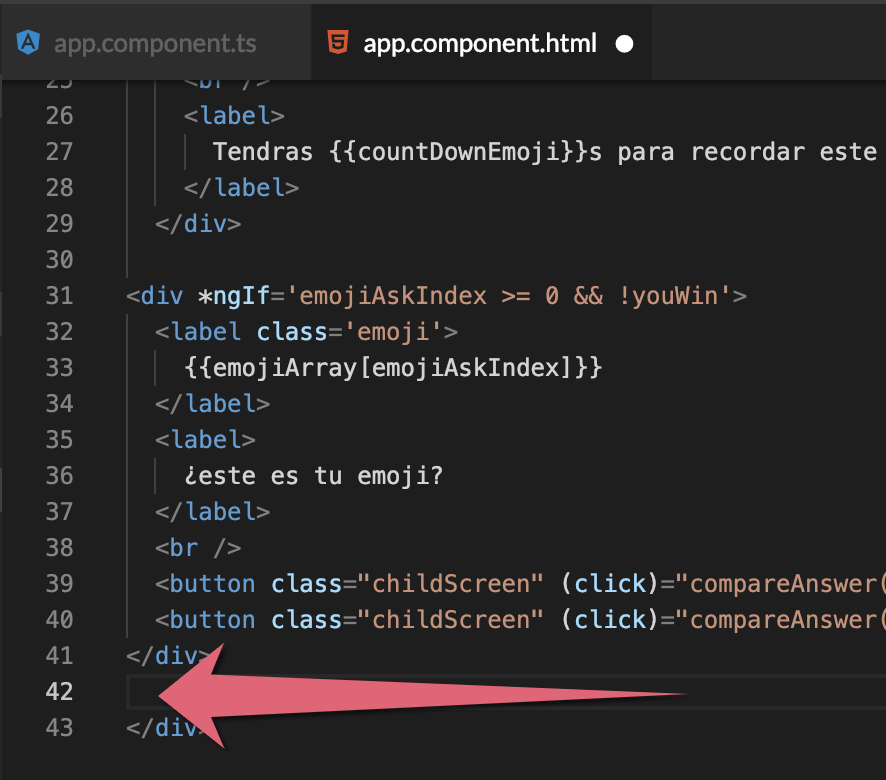 app.component.ts app.component.html
25 <br />
26 <label>
27 Tendras {{countDownEmoji}}s para recordar este
28 </label>
29 </div>
30
31 <div *ngIf='emojiAskIndex >= 0 && !youWin'>
32 <label class='emoji'>
33 {{emojiArray[emojiAskIndex]}}
34 </label>
35 <label>
36 ¿este es tu emoji?
37 </label>
38 <br />
39 <button class="childScreen" (click)="compareAnswer(
40 <button class="childScreen" (click)="compareAnswer(
41 </div>
42
43 </div>